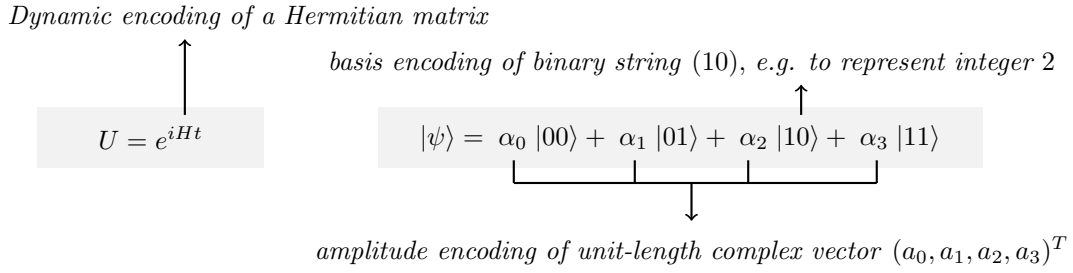 Dynamic encoding of a Hermitian matrix
basis encoding of binary string (10), e.g. to represent integer 2
U = e^{iHt}
|ψ⟩ = α₀ |00⟩ + α₁ |01⟩ + α₂ |10⟩ + α₃ |11⟩
amplitude encoding of unit-length complex vector (a₀, a₁, a₂, a₃)^T